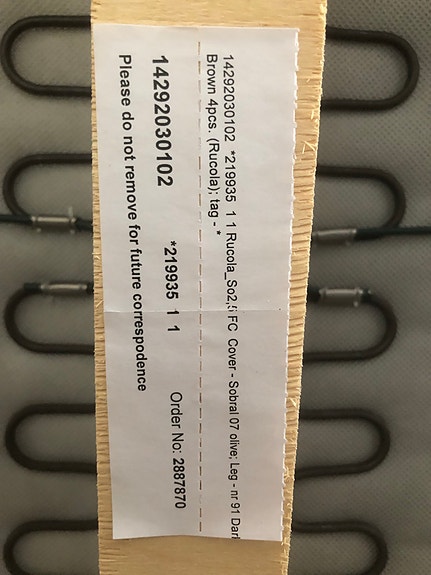 14292030102 *219935 1 1 Rucola_So2,5 FC Cover - Sobral 07 olive; Leg - nr 91 Darl
Brown 4pcs. (Rucola); tag - *
14292030102 *219935 1 1 Order No: 2887870
Please do not remove for future correspodence